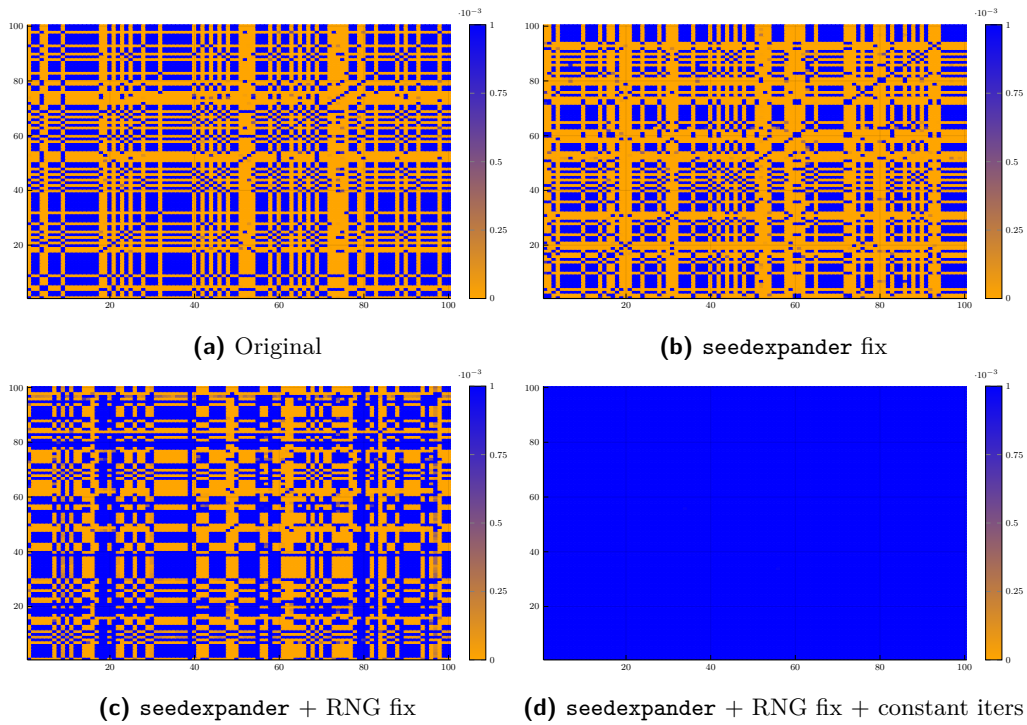 ·10⁻³ ·10⁻³
100 1 100 1
80 0.75 80 0.75
60 0.5 60 0.5
40 40
0.25 0.25
20 20
0 0
20 40 60 80 100 20 40 60 80 100
(a) Original (b) seedexpander fix
·10⁻³ ·10⁻³
100 1 100 1
80 0.75 80 0.75
60 0.5 60 0.5
40 40
0.25 0.25
20 20
0 0
20 40 60 80 100 20 40 60 80 100
(c) seedexpander + RNG fix (d) seedexpander + RNG fix + constant iters